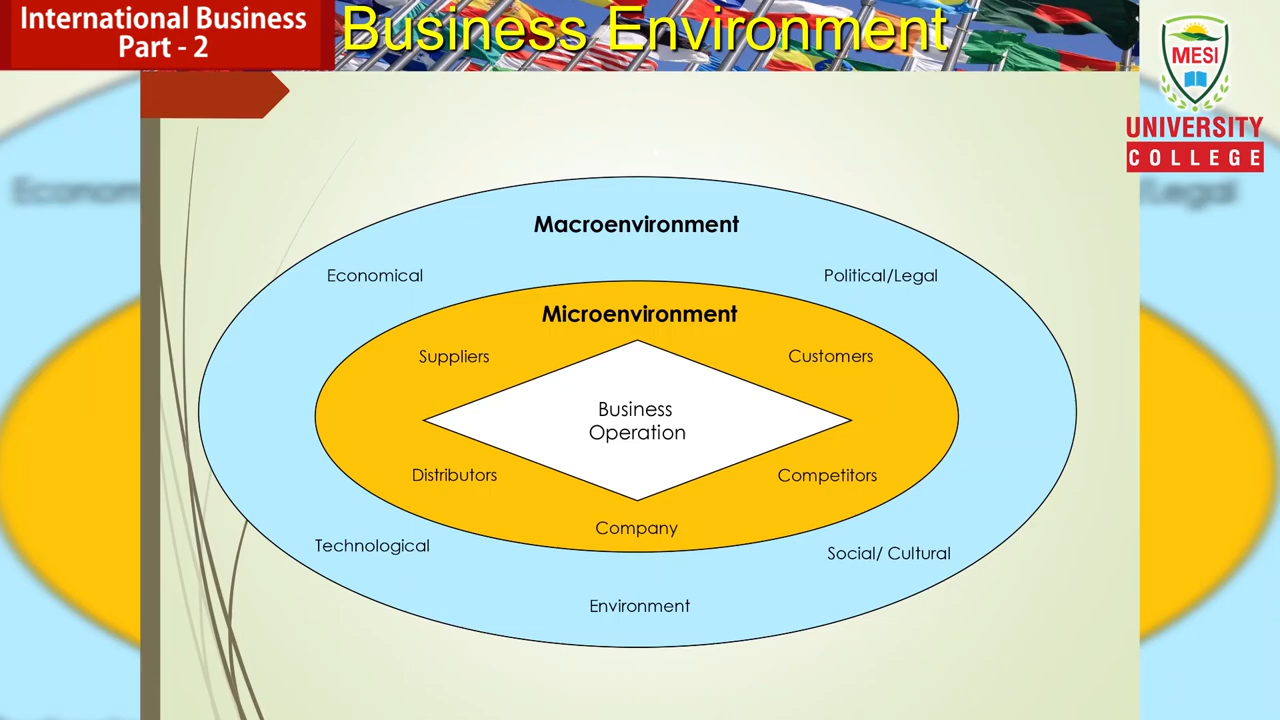 International Business
Part - 2
Business Environment
MESI
UNIVERSITY
COLLEGE
Macroenvironment
Economical
Political/Legal
Microenvironment
Suppliers
Customers
Business
Operation
Distributors
Competitors
Company
Technological
Social/ Cultural
Environment